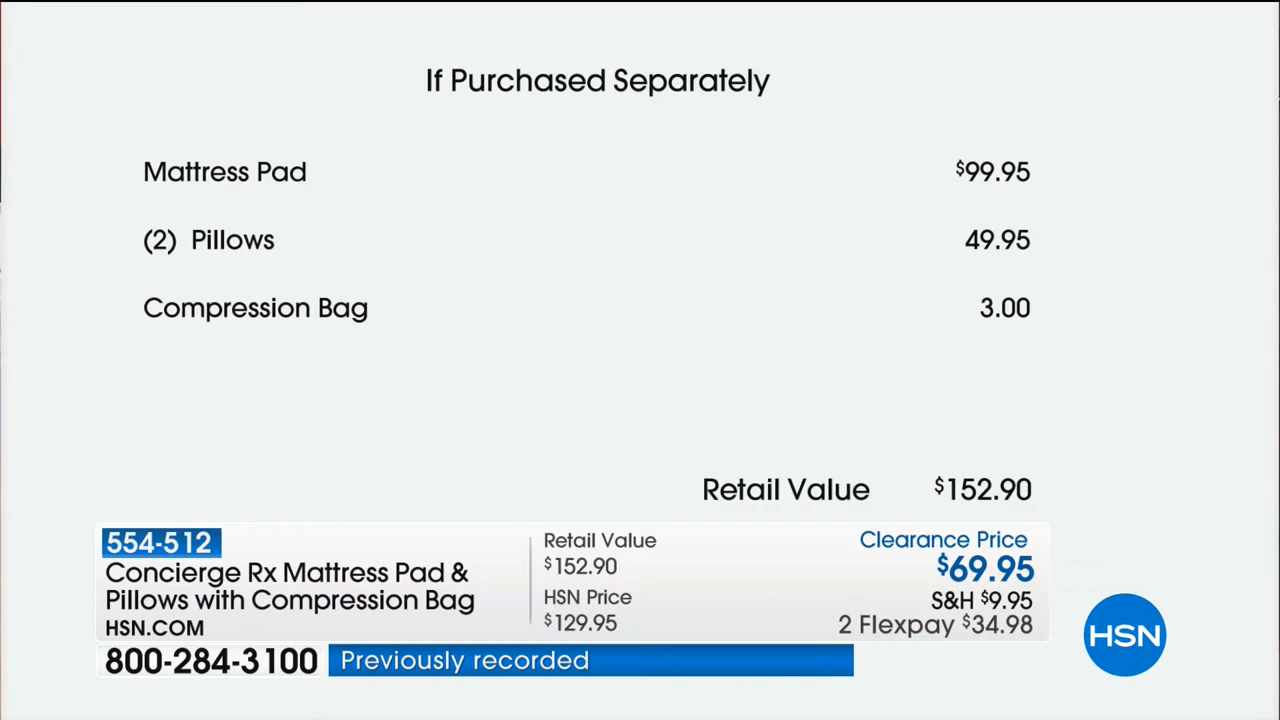 If Purchased Separately
Mattress Pad $99.95
(2) Pillows 49.95
Compression Bag 3.00
Retail Value $152.90
554-512
Concierge Rx Mattress Pad &
Pillows with Compression Bag
HSN.COM
Retail Value
$152.90
HSN Price
$129.95
Clearance Price
$69.95
S&H $9.95
2 Flexpay $34.98
800-284-3100 Previously recorded
HSN